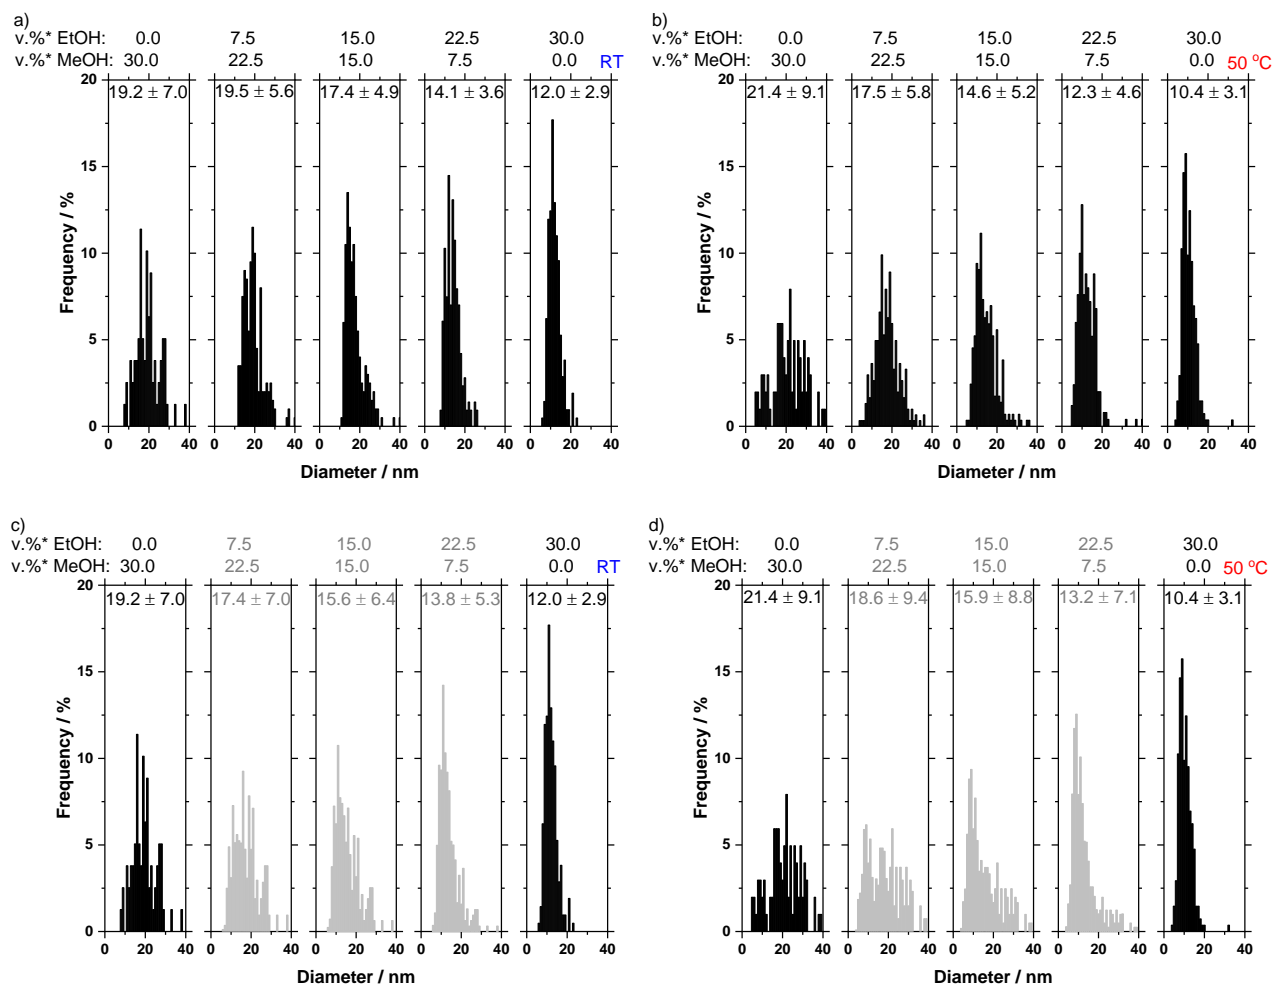 a)
v.%* EtOH: 0.0 7.5 15.0 22.5 30.0
v.%* MeOH: 30.0 22.5 15.0 7.5 0.0 RT
20 19.2 ± 7.0 19.5 ± 5.6 17.4 ± 4.9 14.1 ± 3.6 12.0 ± 2.9
15
10
5
0
Frequency / %
0 20 40 0 20 40 0 20 40 0 20 40 0 20 40
Diameter / nm
b)
v.%* EtOH: 0.0 7.5 15.0 22.5 30.0
v.%* MeOH: 30.0 22.5 15.0 7.5 0.0 50 °C
20 21.4 ± 9.1 17.5 ± 5.8 14.6 ± 5.2 12.3 ± 4.6 10.4 ± 3.1
15
10
5
0
Frequency / %
0 20 40 0 20 40 0 20 40 0 20 40 0 20 40
Diameter / nm
c)
v.%* EtOH: 0.0 7.5 15.0 22.5 30.0
v.%* MeOH: 30.0 22.5 15.0 7.5 0.0 RT
20 19.2 ± 7.0 17.4 ± 7.0 15.6 ± 6.4 13.8 ± 5.3 12.0 ± 2.9
15
10
5
0
Frequency / %
0 20 40 0 20 40 0 20 40 0 20 40 0 20 40
Diameter / nm
d)
v.%* EtOH: 0.0 7.5 15.0 22.5 30.0
v.%* MeOH: 30.0 22.5 15.0 7.5 0.0 50 °C
20 21.4 ± 9.1 18.6 ± 9.4 15.9 ± 8.8 13.2 ± 7.1 10.4 ± 3.1
15
10
5
0
Frequency / %
0 20 40 0 20 40 0 20 40 0 20 40 0 20 40
Diameter / nm